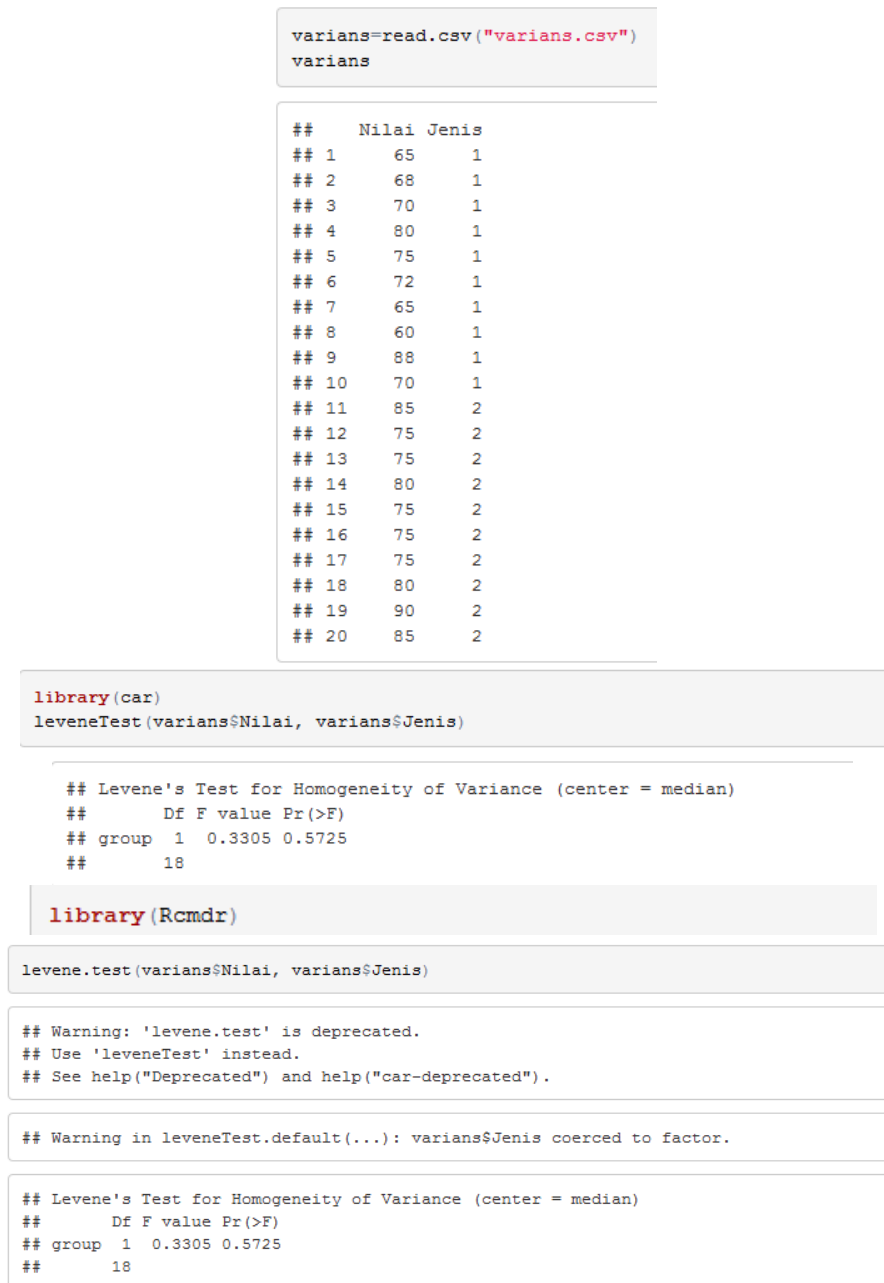 varians=read.csv("varians.csv")
varians
##    Nilai Jenis
## 1     65     1
## 2     68     1
## 3     70     1
## 4     80     1
## 5     75     1
## 6     72     1
## 7     65     1
## 8     60     1
## 9     88     1
## 10    70     1
## 11    85     2
## 12    75     2
## 13    75     2
## 14    80     2
## 15    75     2
## 16    75     2
## 17    75     2
## 18    80     2
## 19    90     2
## 20    85     2
library(car)
leveneTest(varians$Nilai, varians$Jenis)
## Levene's Test for Homogeneity of Variance (center = median)
##       Df F value Pr(>F)
## group  1  0.3305 0.5725
##       18
library(Rcmdr)
levene.test(varians$Nilai, varians$Jenis)
## Warning: 'levene.test' is deprecated.
## Use 'leveneTest' instead.
## See help("Deprecated") and help("car-deprecated").
## Warning in leveneTest.default(...): varians$Jenis coerced to factor.
## Levene's Test for Homogeneity of Variance (center = median)
##       Df F value Pr(>F)
## group  1  0.3305 0.5725
##       18